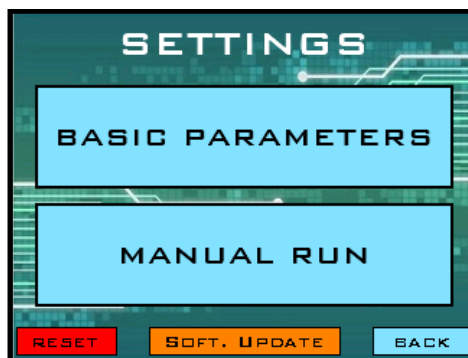 SETTINGS
BASIC PARAMETERS
MANUAL RUN
RESET SOFT. UPDATE BACK